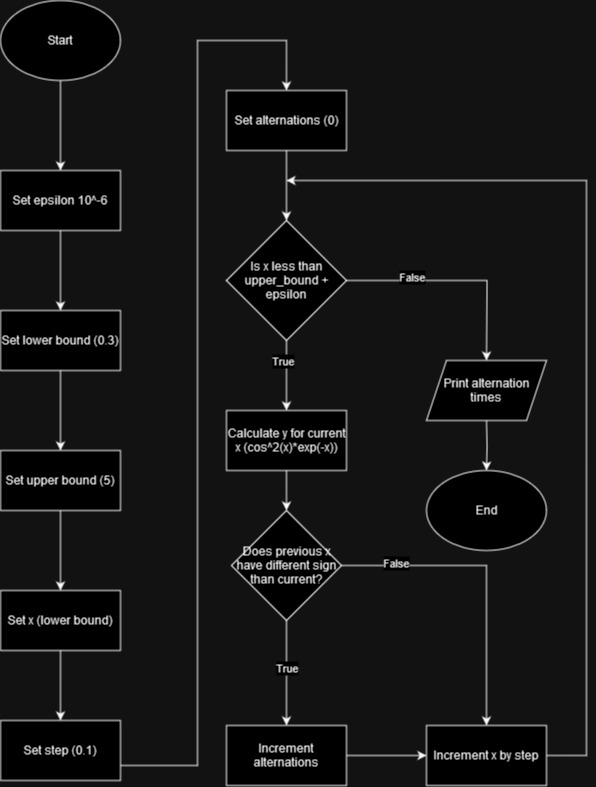 Start
Set epsilon 10^-6
Set lower bound (0.3)
Set upper bound (5)
Set x (lower bound)
Set step (0.1)
Set alternations (0)
Is x less than
upper_bound +
epsilon
False
True
Print alternation
times
Calculate y for current
x (cos^2(x)*exp(-x))
End
Does previous x
have different sign
than current?
False
True
Increment
alternations
Increment x by step